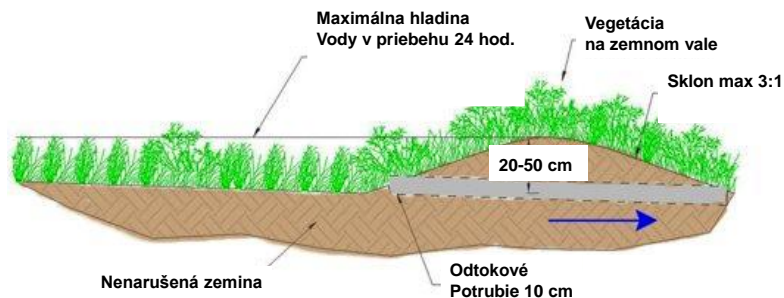 Maximálna hladina
Vody v priebehu 24 hod.
Vegetácia
na zemnom vale
Sklon max 3:1
20-50 cm
Nenarušená zemina
Odtokové
Potrubie 10 cm